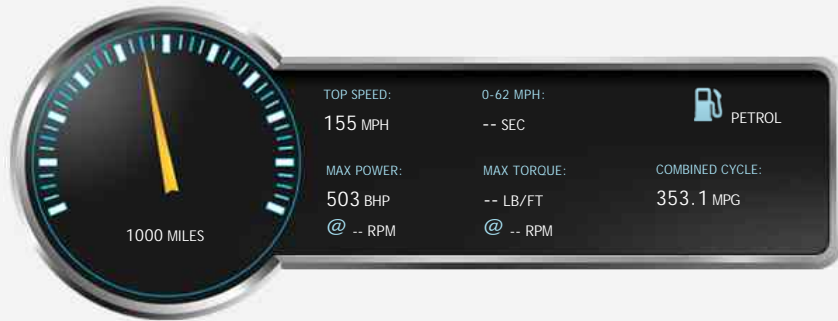 TOP SPEED:
155 MPH
0-62 MPH:
-- SEC
PETROL
MAX POWER:
503 BHP
@ -- RPM
MAX TORQUE:
-- LB/FT
@ -- RPM
COMBINED CYCLE:
353.1 MPG
1000 MILES